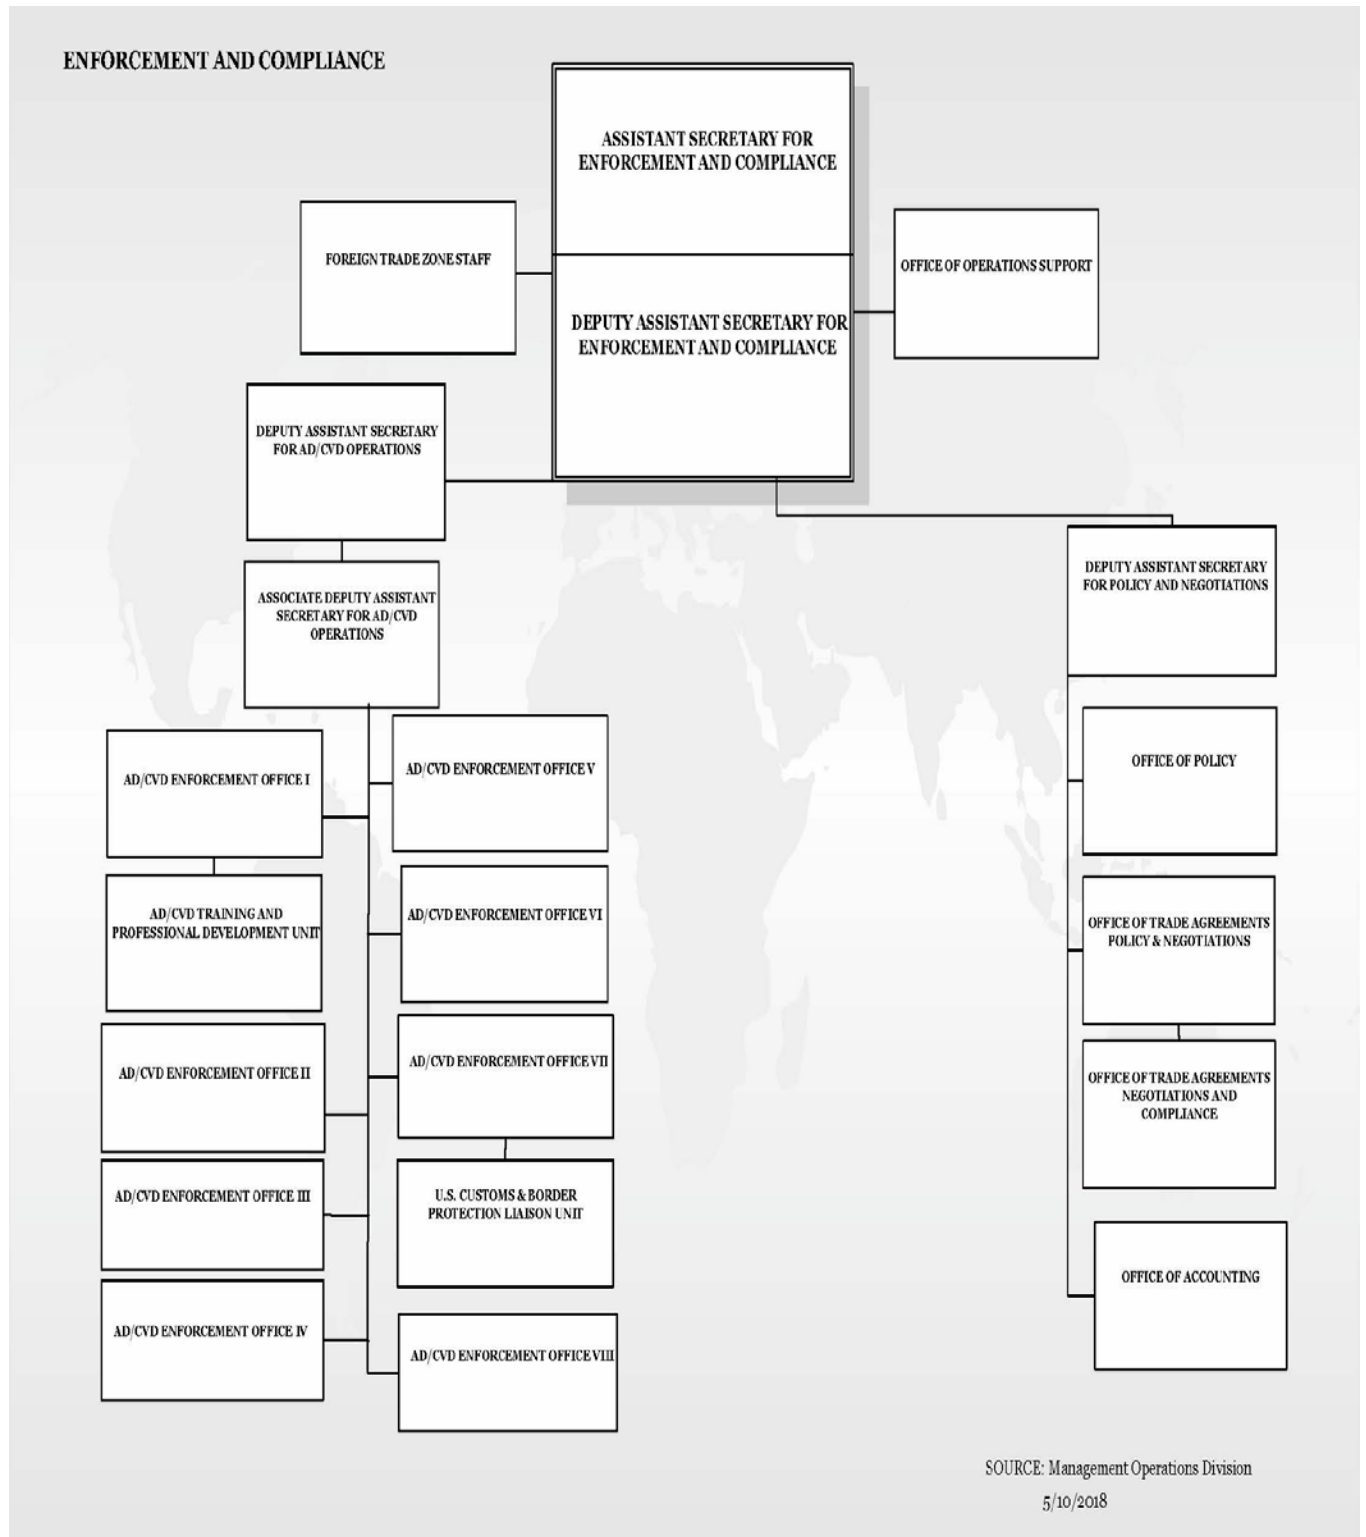 ENFORCEMENT AND COMPLIANCE
ASSISTANT SECRETARY FOR
ENFORCEMENT AND COMPLIANCE
FOREIGN TRADE ZONE STAFF
OFFICE OF OPERATIONS SUPPORT
DEPUTY ASSISTANT SECRETARY FOR
ENFORCEMENT AND COMPLIANCE
DEPUTY ASSISTANT SECRETARY
FOR AD/CVD OPERATIONS
ASSOCIATE DEPUTY ASSISTANT
SECRETARY FOR AD/CVD
OPERATIONS
DEPUTY ASSISTANT SECRETARY
FOR POLICY AND NEGOTIATIONS
AD/CVD ENFORCEMENT OFFICE I
AD/CVD TRAINING AND
PROFESSIONAL DEVELOPMENT UNIT
AD/CVD ENFORCEMENT OFFICE II
AD/CVD ENFORCEMENT OFFICE III
AD/CVD ENFORCEMENT OFFICE IV
AD/CVD ENFORCEMENT OFFICE V
AD/CVD ENFORCEMENT OFFICE VI
AD/CVD ENFORCEMENT OFFICE VII
U.S. CUSTOMS & BORDER
PROTECTION LIAISON UNIT
AD/CVD ENFORCEMENT OFFICE VIII
OFFICE OF POLICY
OFFICE OF TRADE AGREEMENTS
POLICY & NEGOTIATIONS
OFFICE OF TRADE AGREEMENTS
NEGOTIATIONS AND
COMPLIANCE
OFFICE OF ACCOUNTING
SOURCE: Management Operations Division
5/10/2018